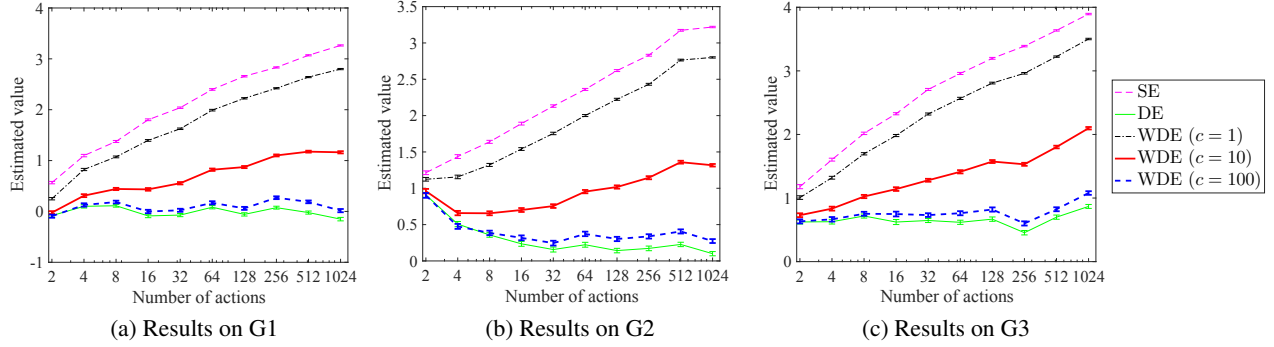 4
3
2
1
0
-1
Estimated value
2 4 8 16 32 64 128 256 512 1024
Number of actions
(a) Results on G1
3.5
3
2.5
2
1.5
1
0.5
0
Estimated value
2 4 8 16 32 64 128 256 512 1024
Number of actions
(b) Results on G2
4
3
2
1
0
Estimated value
2 4 8 16 32 64 128 256 512 1024
Number of actions
(c) Results on G3
SE
DE
WDE (c = 1)
WDE (c = 10)
WDE (c = 100)